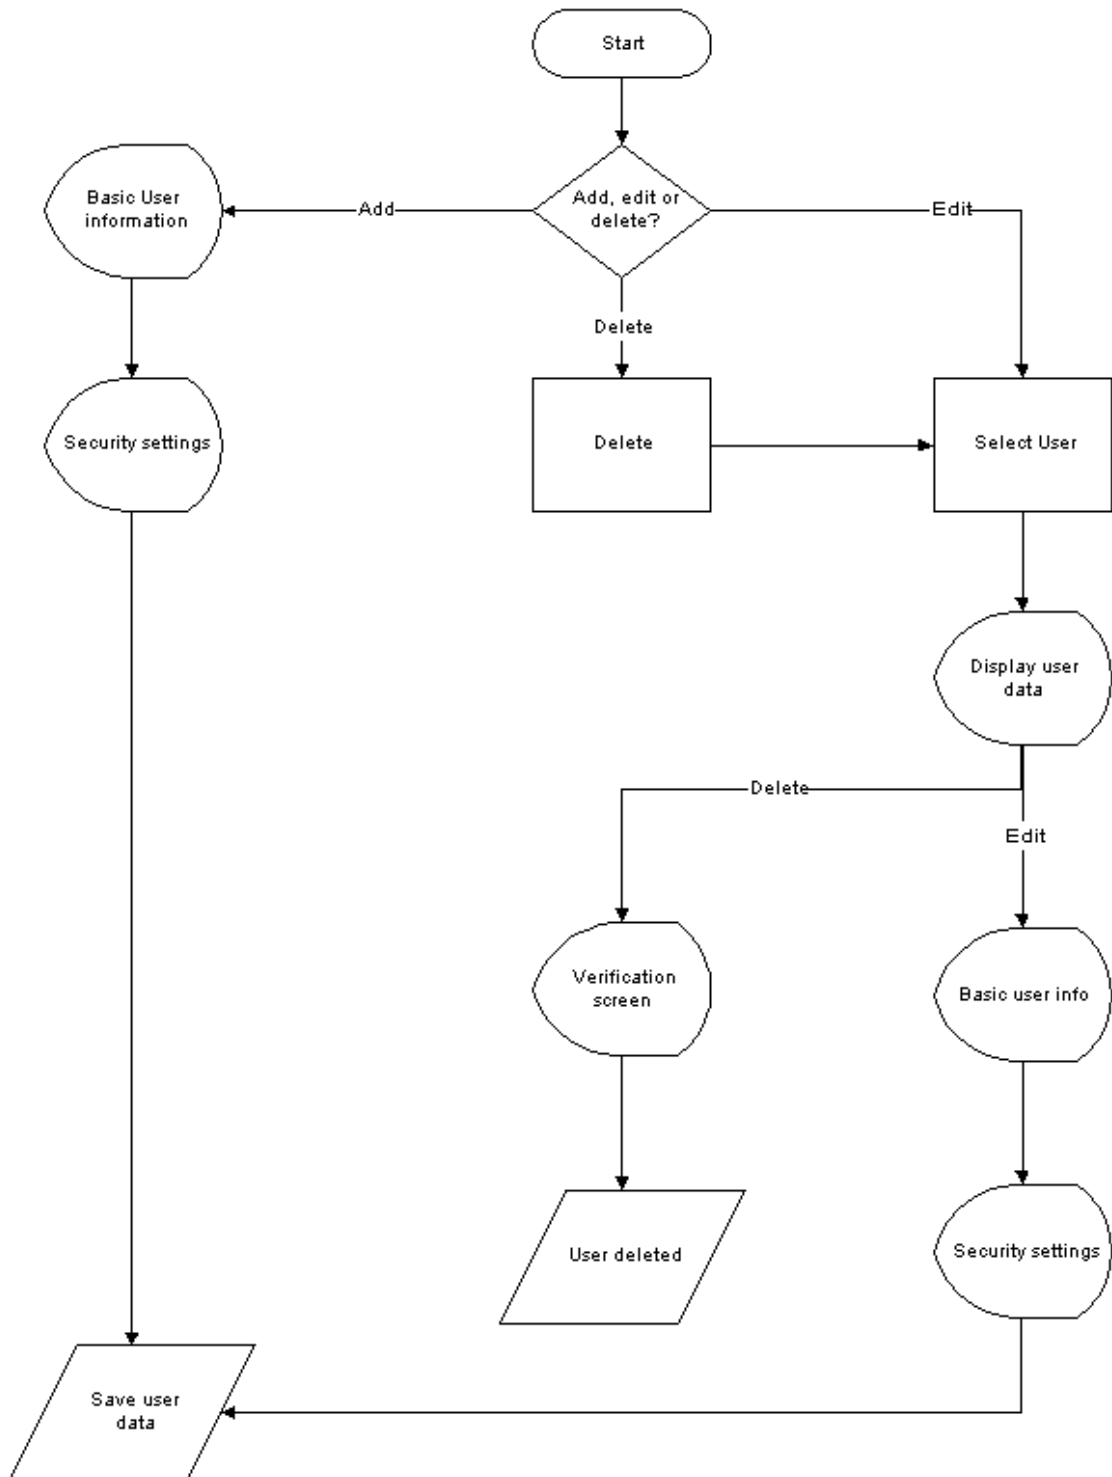 Start
Add, edit or
delete?
Basic User
information
Add
Edit
Delete
Security settings
Delete
Select User
Display user
data
Delete
Edit
Verification
screen
Basic user info
User deleted
Security settings
Save user
data